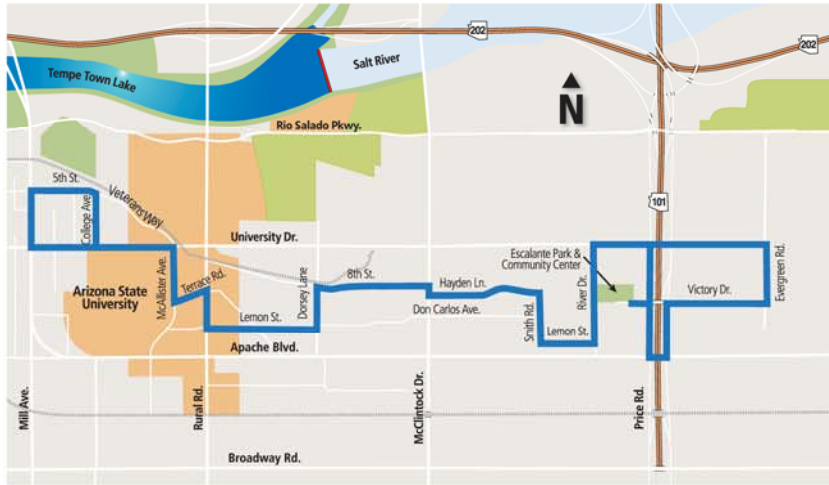 202
Salt River
202
Tempe Town Lake
N
Rio Salado Pkwy.
5th St.
Veterans Way
College Ave.
101
University Dr.
Escalante Park &
Community Center
Evergreen Rd.
Arizona State
University
McAllister Ave.
Terrace Rd.
Dorsey Lane
8th St.
Hayden Ln.
River Dr.
Victory Dr.
Lemon St.
Don Carlos Ave.
Smith Rd.
Lemon St.
Apache Blvd.
Mill Ave.
Rural Rd.
McClintock Dr.
Price Rd.
Broadway Rd.